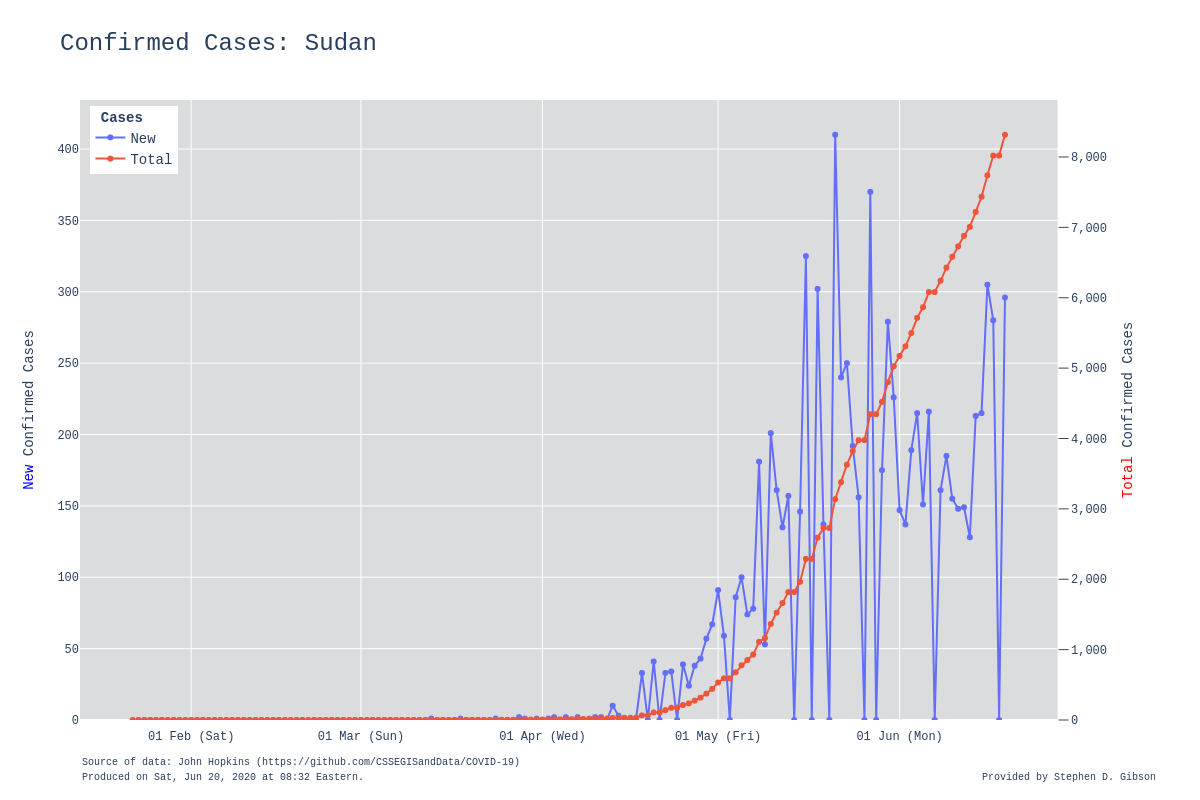 Confirmed Cases: Sudan
Cases
New
Total
400
350
300
250
200
150
100
50
0
New Confirmed Cases
8,000
7,000
6,000
5,000
4,000
3,000
2,000
1,000
0
Total Confirmed Cases
01 Feb (Sat) 01 Mar (Sun) 01 Apr (Wed) 01 May (Fri) 01 Jun (Mon)
Source of data: John Hopkins (https://github.com/CSSEGISandData/COVID-19)
Produced on Sat, Jun 20, 2020 at 08:32 Eastern.
Provided by Stephen D. Gibson